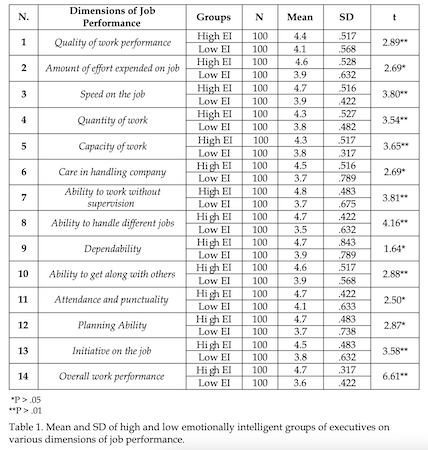 N. Dimensions of Job Performance Groups N Mean SD t
1 Quality of work performance High EI 100 4.4 .517 2.89**
Low EI 100 4.1 .568
2 Amount of effort expended on job High EI 100 4.6 .528 2.69*
Low EI 100 3.9 .632
3 Speed on the job High EI 100 4.7 .516 3.80**
Low EI 100 3.9 .422
4 Quantity of work High EI 100 4.3 .527 3.54**
Low EI 100 3.8 .482
5 Capacity of work High EI 100 4.3 .517 3.65**
Low EI 100 3.8 .317
6 Care in handling company High EI 100 4.5 .516 2.69*
Low EI 100 3.7 .789
7 Ability to work without supervision High EI 100 4.8 .483 3.81**
Low EI 100 3.7 .675
8 Ability to handle different jobs High EI 100 4.7 .422 4.16**
Low EI 100 3.5 .632
9 Dependability High EI 100 4.7 .843 1.64*
Low EI 100 3.9 .789
10 Ability to get along with others High EI 100 4.6 .517 2.88**
Low EI 100 3.9 .568
11 Attendance and punctuality High EI 100 4.7 .422 2.50*
Low EI 100 4.1 .633
12 Planning Ability High EI 100 4.7 .483 2.87*
Low EI 100 3.7 .738
13 Initiative on the job High EI 100 4.5 .483 3.58**
Low EI 100 3.8 .632
14 Overall work performance High EI 100 4.7 .317 6.61**
Low EI 100 3.6 .422
*P > .05
**P > .01
Table 1. Mean and SD of high and low emotionally intelligent groups of executives on
various dimensions of job performance.